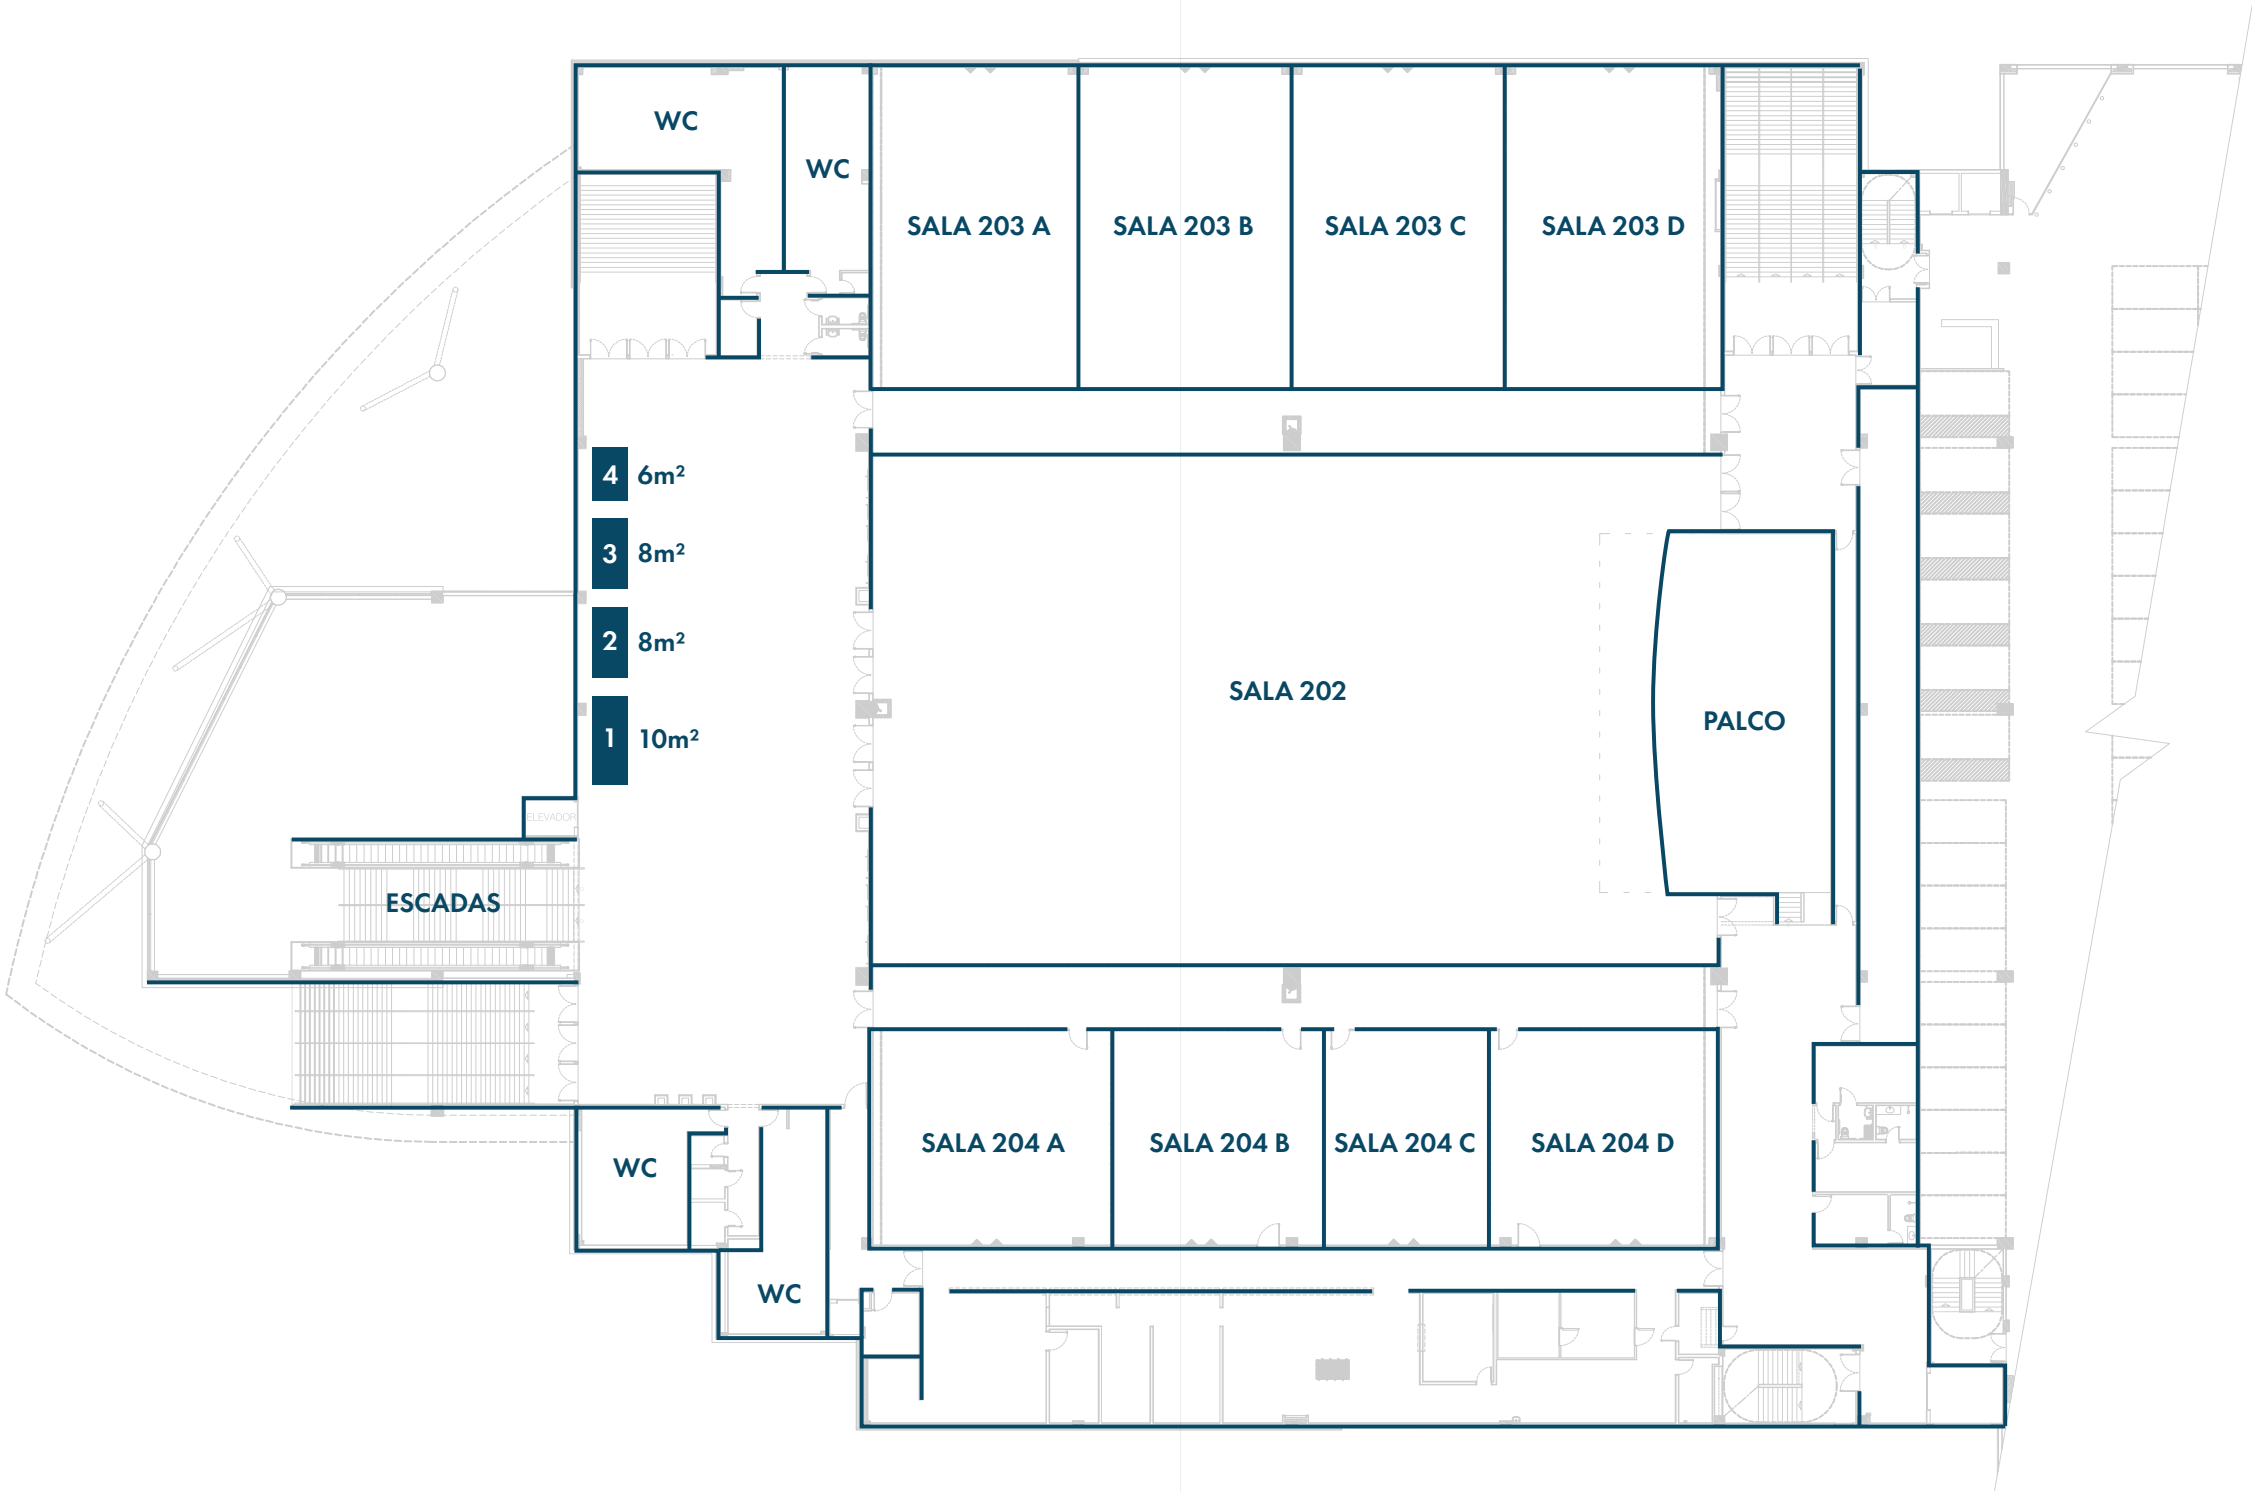 WC
WC
SALA 203 A
SALA 203 B
SALA 203 C
SALA 203 D
4 6m²
3 8m²
2 8m²
1 10m²
SALA 202
PALCO
ELEVADOR
ESCADAS
SALA 204 A
SALA 204 B
SALA 204 C
SALA 204 D
WC
WC